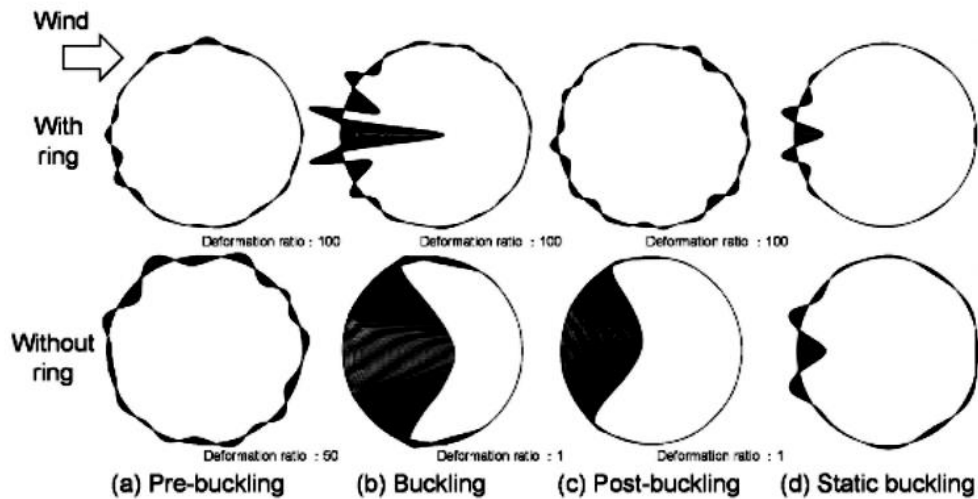 Wind
With
ring
Deformation ratio : 100
Deformation ratio : 100
Deformation ratio : 100
Without
ring
Deformation ratio : 50
Deformation ratio : 1
Deformation ratio : 1
(a) Pre-buckling
(b) Buckling
(c) Post-buckling
(d) Static buckling